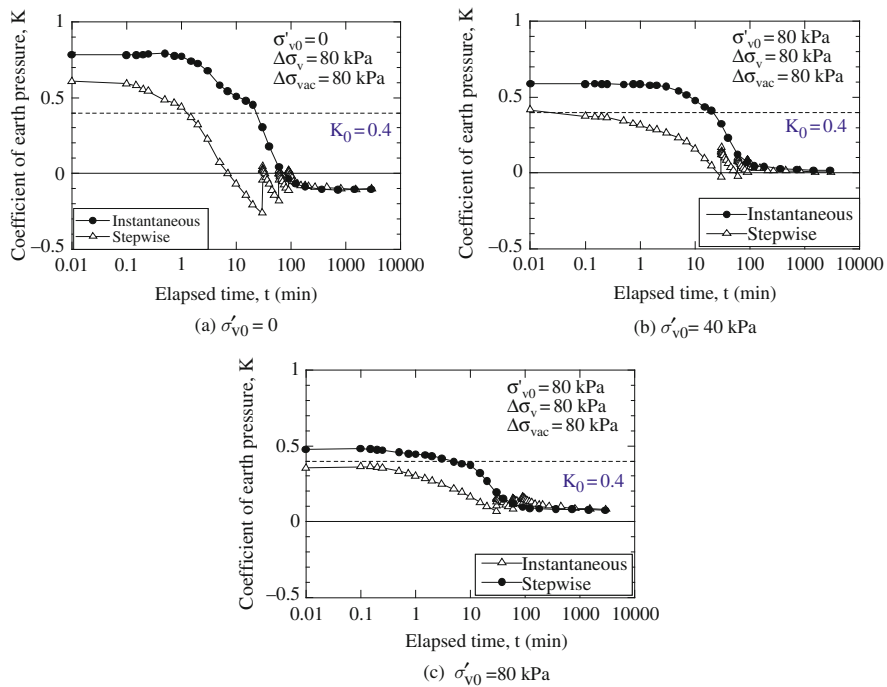 (a)
Coefficient of earth pressure, K
1
0.5
0
–0.5
σ'v0 = 0
Δσv = 80 kPa
Δσvac = 80 kPa
K0 = 0.4
Instantaneous
Stepwise
0.01 0.1 1 10 100 1000 10000
Elapsed time, t (min)
(a) σ′v0 = 0
Coefficient of earth pressure, K
1
0.5
0
–0.5
σ'v0 = 80 kPa
Δσv = 80 kPa
Δσvac = 80 kPa
K0 = 0.4
Instantaneous
Stepwise
0.01 0.1 1 10 100 1000 10000
Elapsed time, t (min)
(b) σ′v0 = 40 kPa
Coefficient of earth pressure, K
1
0.5
0
–0.5
σ'v0 = 80 kPa
Δσv = 80 kPa
Δσvac = 80 kPa
K0 = 0.4
Instantaneous
Stepwise
0.01 0.1 1 10 100 1000 10000
Elapsed time, t (min)
(c) σ′v0 = 80 kPa